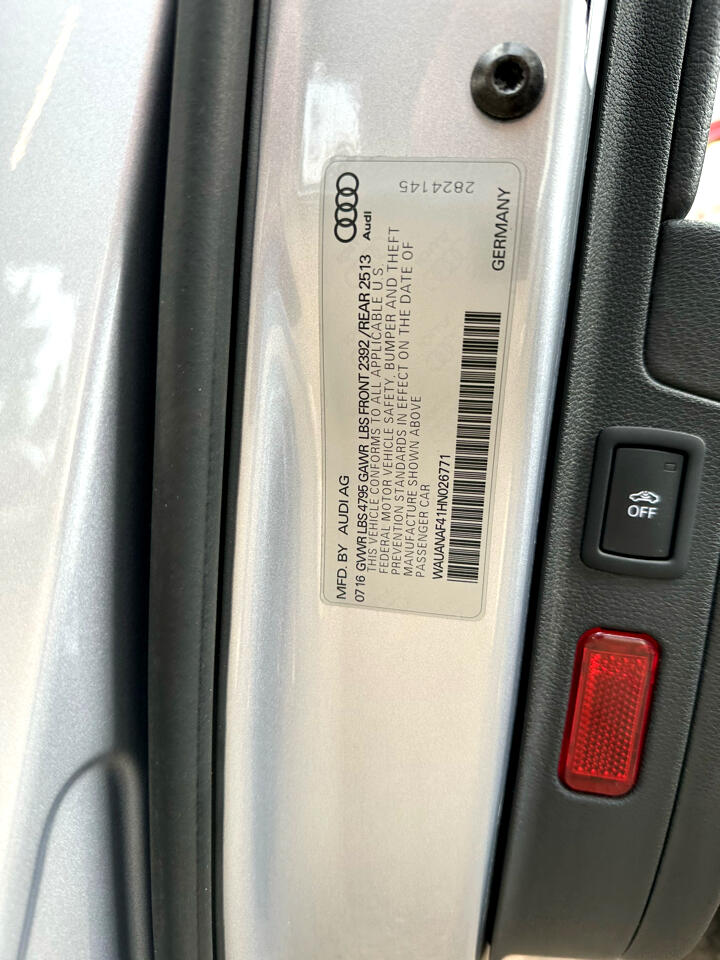 Audi
2824145
MFD. BY AUDI AG
GERMANY
07 16 GVWR LBS 4795 GAWR LBS FRONT 2392 / REAR 2513
THIS VEHICLE CONFORMS TO ALL APPLICABLE U.S.
FEDERAL MOTOR VEHICLE SAFETY, BUMPER AND THEFT
PREVENTION STANDARDS IN EFFECT ON THE DATE OF
MANUFACTURE SHOWN ABOVE
PASSENGER CAR
WAUANAF41HN026771
OFF